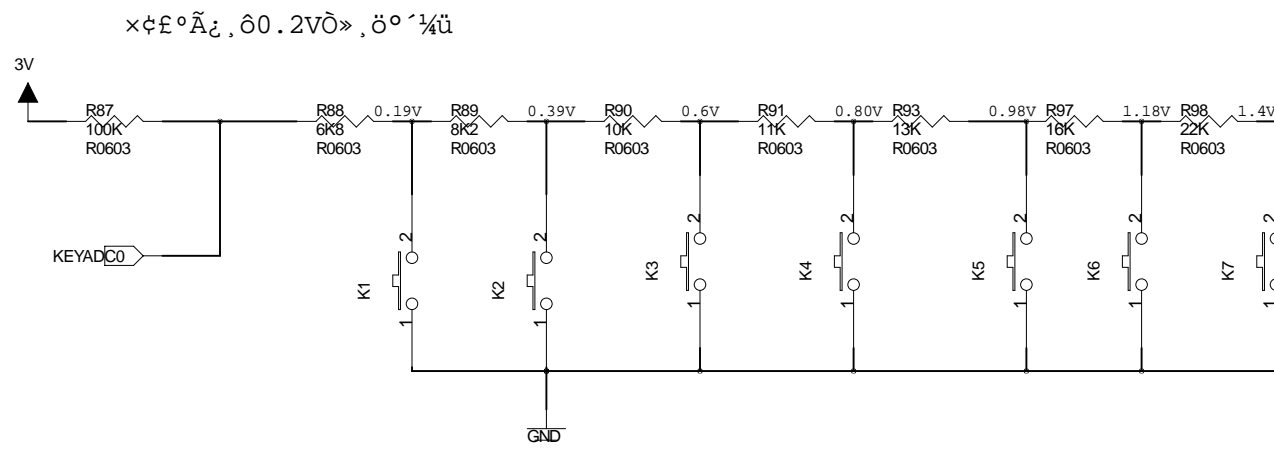 ×¢£ºÃ¿¸ô0.2VÒ»¸öº´¼ü
3V
R87
100K
R0603
R88
6K8
R0603
0.19V
R89
8K2
R0603
0.39V
R90
10K
R0603
0.6V
R91
11K
R0603
0.80V
R93
13K
R0603
0.98V
R97
16K
R0603
1.18V
R98
22K
R0603
1.4V
KEYADC0
K1
2
1
K2
2
1
K3
2
1
K4
2
1
K5
2
1
K6
2
1
K7
2
1
GND